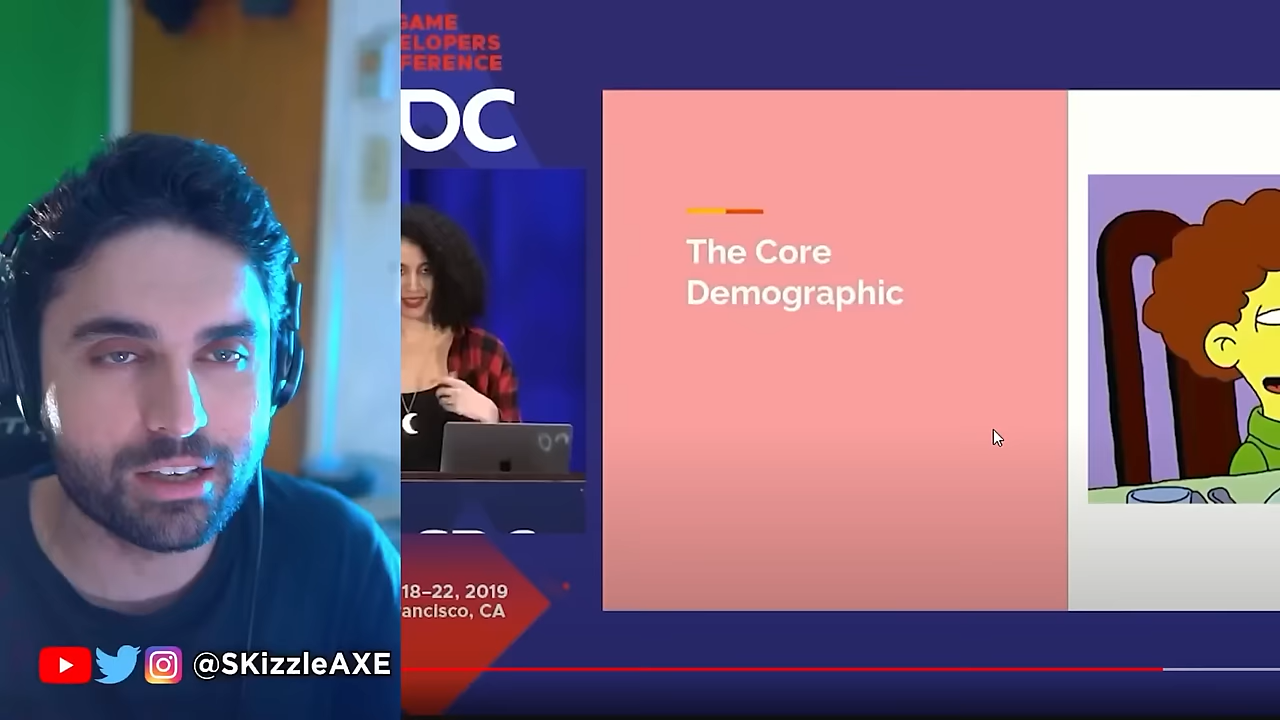 GAME
ELOPERS
FERENCE
DC
The Core
Demographic
18–22, 2019
ancisco, CA
@SKizzleAXE